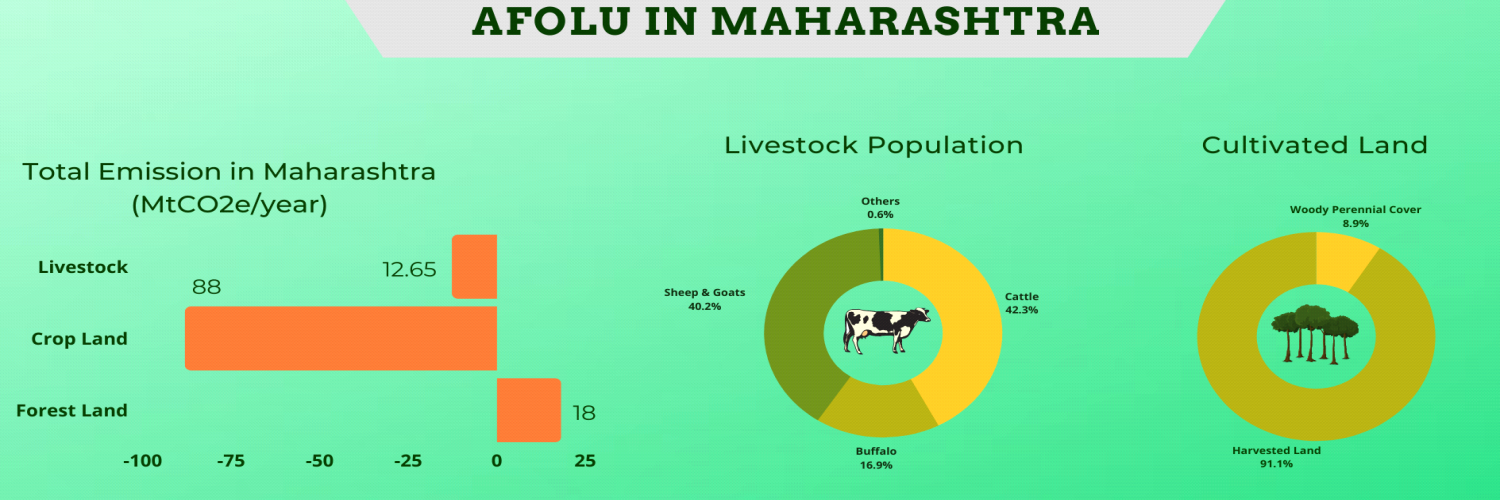 AFOLU IN MAHARASHTRA
Total Emission in Maharashtra
(MtCO2e/year)
Livestock
12.65
88
Crop Land
Forest Land
18
-100
-75
-50
-25
0
25
Livestock Population
Others
0.6%
Sheep & Goats
40.2%
Cattle
42.3%
Buffalo
16.9%
Cultivated Land
Woody Perennial Cover
8.9%
Harvested Land
91.1%